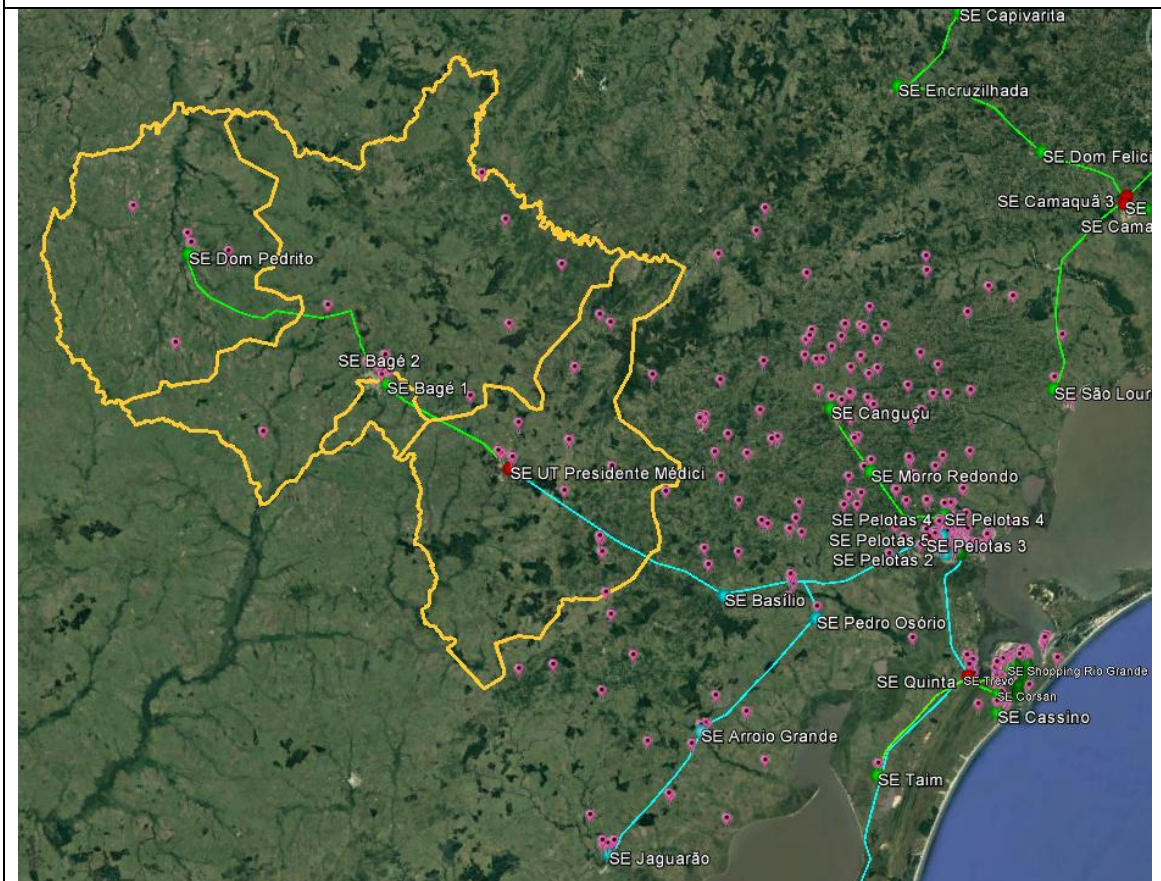 SE Capivarita
SE Encruzilhada
SE Dom Felici
SE Camaquã 3
SE
SE Cama
SE Dom Pedrito
SE Bagé 2
SE Bagé 1
SE São Lour
SE Canguçu
SE UT Presidente Médici
SE Morro Redondo
SE Pelotas 4
SE Pelotas 4
SE Pelotas 5
SE Pelotas 3
SE Pelotas 2
SE Basílio
SE Pedro Osório
SE Shopping Rio Grande
SE Quinta
SE Trevo
SE Corsan
SE Cassino
SE Arroio Grande
SE Taim
SE Jaguarão